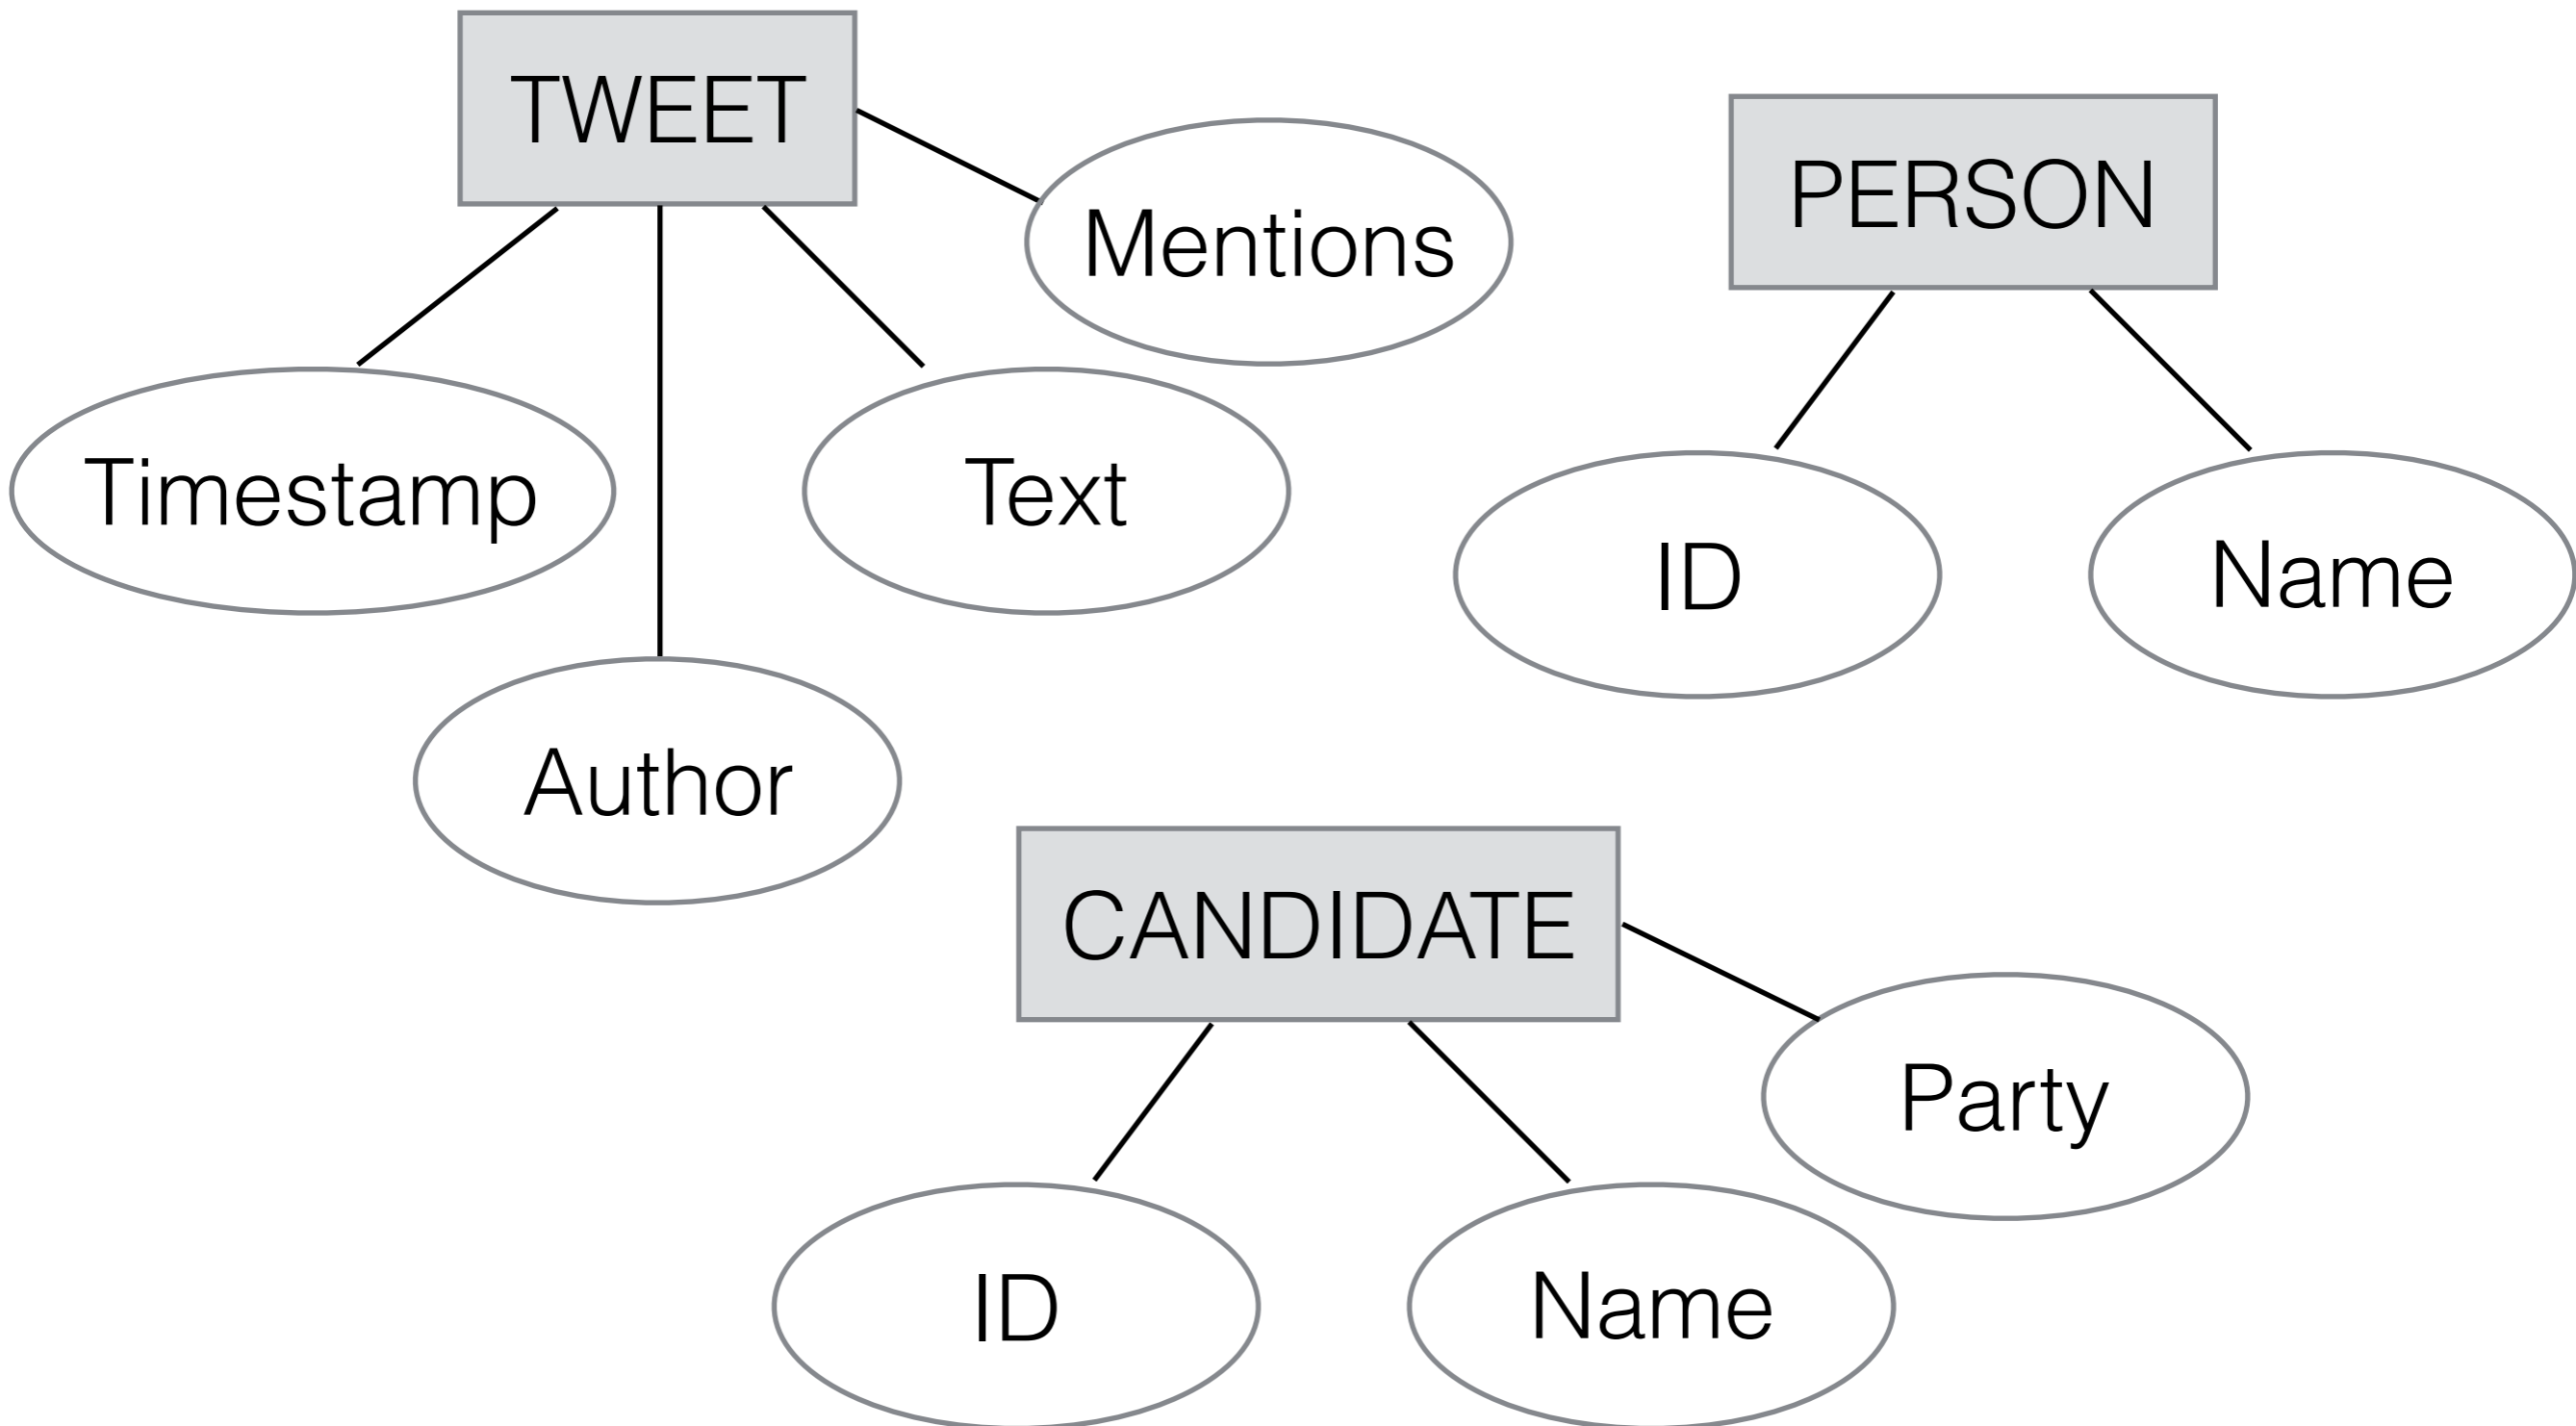 TWEET
Mentions
Timestamp
Text
Author
PERSON
ID
Name
CANDIDATE
Party
ID
Name